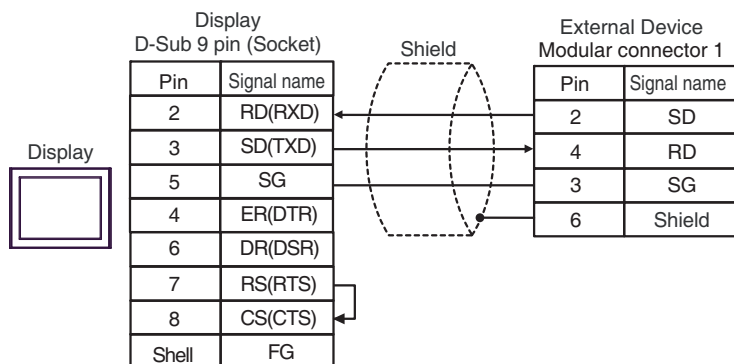 Display
D-Sub 9 pin (Socket)
Shield
External Device
Modular connector 1
Display
Pin Signal name
2 RD(RXD)
3 SD(TXD)
5 SG
4 ER(DTR)
6 DR(DSR)
7 RS(RTS)
8 CS(CTS)
Shell FG
Pin Signal name
2 SD
4 RD
3 SG
6 Shield